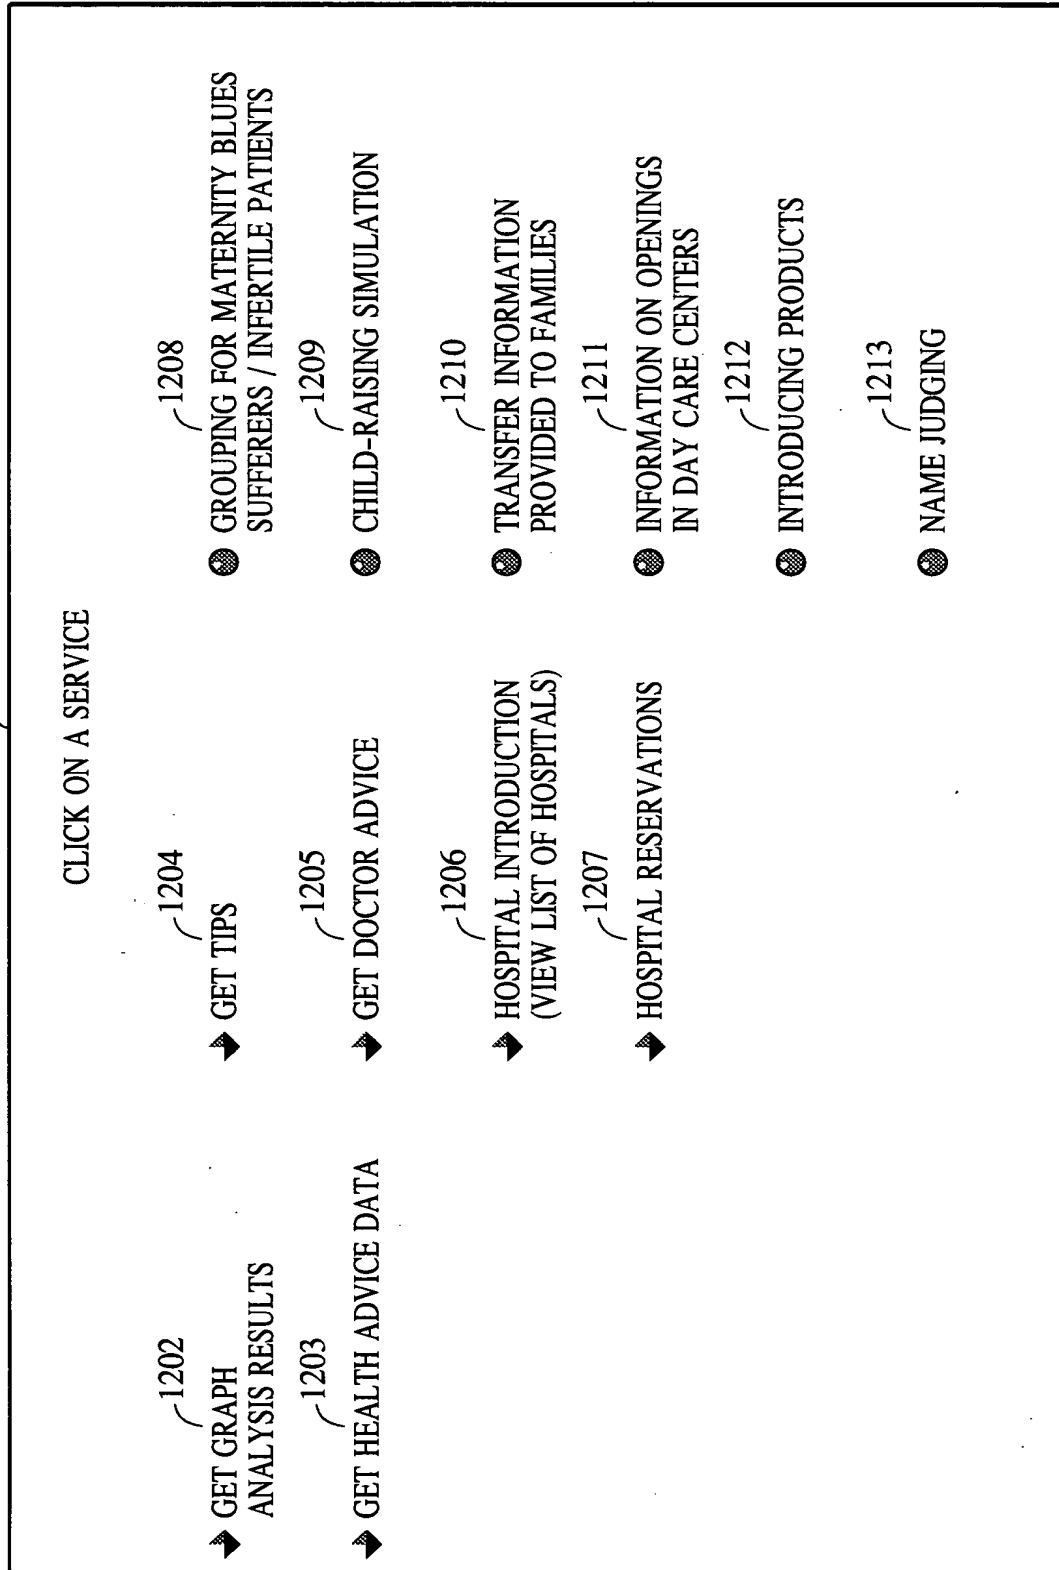 CLICK ON A SERVICE
1202
GET GRAPH
ANALYSIS RESULTS
1203
GET HEALTH ADVICE DATA
1204
GET TIPS
1205
GET DOCTOR ADVICE
1206
HOSPITAL INTRODUCTION
(VIEW LIST OF HOSPITALS)
1207
HOSPITAL RESERVATIONS
1208
GROUPING FOR MATERNITY BLUES
SUFFERERS / INFERTILE PATIENTS
1209
CHILD-RAISING SIMULATION
1210
TRANSFER INFORMATION
PROVIDED TO FAMILIES
1211
INFORMATION ON OPENINGS
IN DAY CARE CENTERS
1212
INTRODUCING PRODUCTS
1213
NAME JUDGING